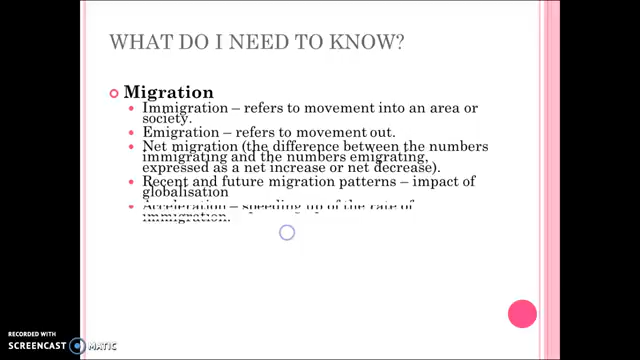 WHAT DO I NEED TO KNOW?
Migration
Immigration – refers to movement into an area or
society.
Emigration – refers to movement out.
Net migration (the difference between the numbers
immigrating and the numbers emigrating,
expressed as a net increase or net decrease).
Recent and future migration patterns – impact of
globalisation
Acceleration – speeding up of the rate of
immigration.
RECORDED WITH
SCREENCAST MATIC